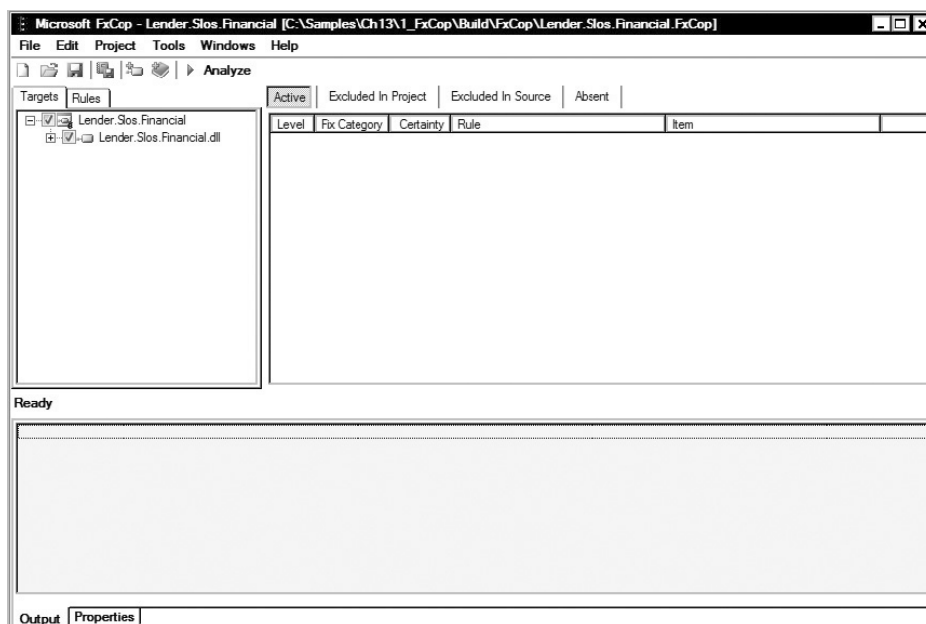 Microsoft FxCop - Lender.Slos.Financial [C:\Samples\Ch13\1_FxCop\Build\FxCop\Lender.Slos.Financial.FxCop]
File Edit Project Tools Windows Help
Analyze
Targets Rules
Active Excluded In Project Excluded In Source Absent
Lender.Slos.Financial
Lender.Slos.Financial.dll
Level Fix Category Certainty Rule Item
Ready
Output Properties